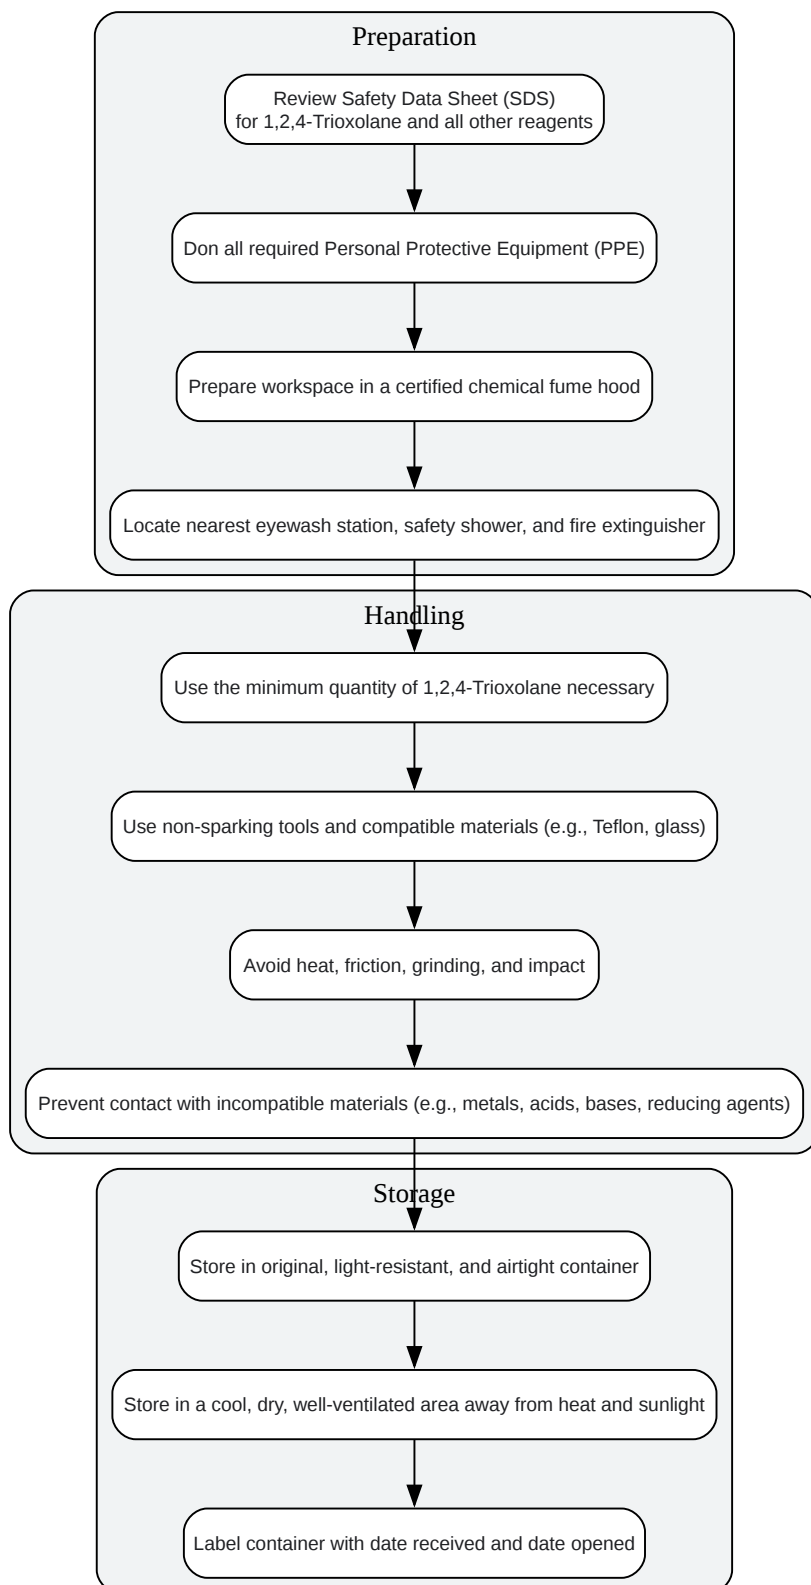 Preparation
Review Safety Data Sheet (SDS)
for 1,2,4-Trioxolane and all other reagents
Don all required Personal Protective Equipment (PPE)
Prepare workspace in a certified chemical fume hood
Locate nearest eyewash station, safety shower, and fire extinguisher
Handling
Use the minimum quantity of 1,2,4-Trioxolane necessary
Use non-sparking tools and compatible materials (e.g., Teflon, glass)
Avoid heat, friction, grinding, and impact
Prevent contact with incompatible materials (e.g., metals, acids, bases, reducing agents)
Storage
Store in original, light-resistant, and airtight container
Store in a cool, dry, well-ventilated area away from heat and sunlight
Label container with date received and date opened